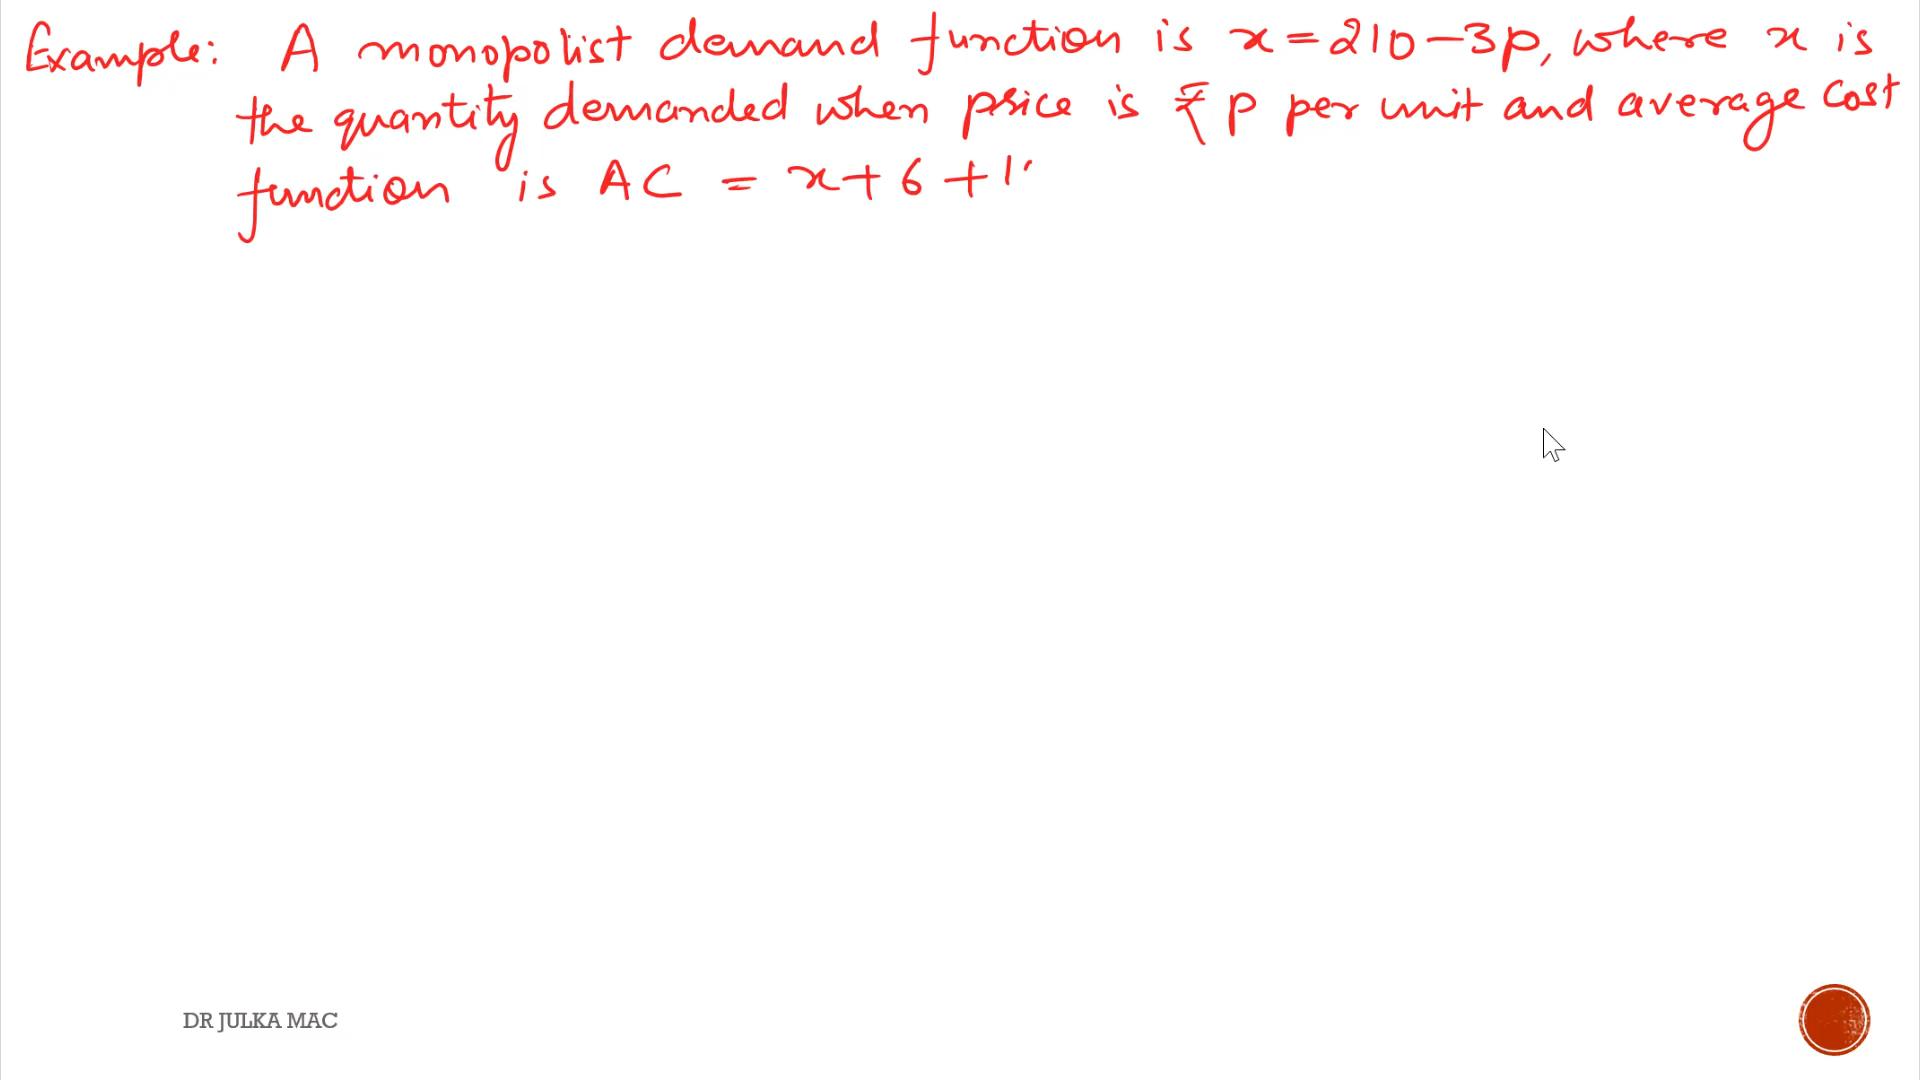 Example: A monopolist demand function is x = 210 - 3p, where x is
the quantity demanded when price is ₹ p per unit and average cost
function is AC = x + 6 + 1
DR JULKA MAC